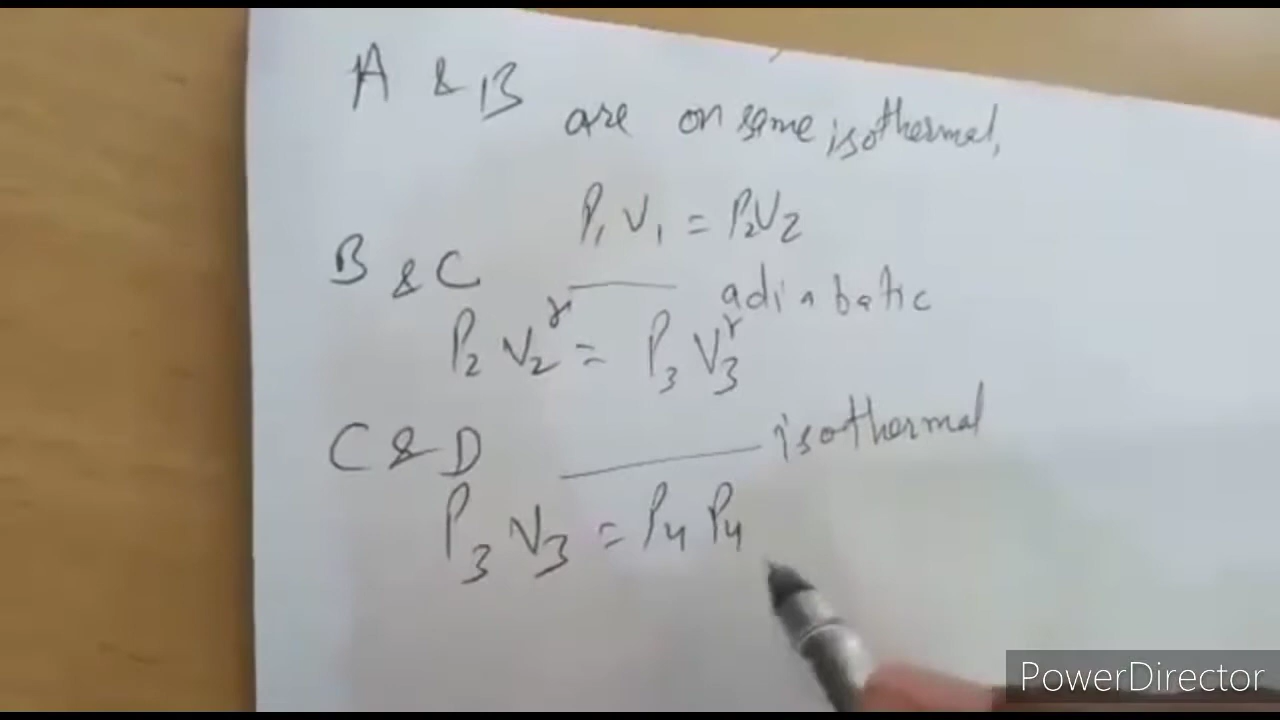 A & B are on same isothermal,
P₁V₁ = P₂V₂
B & C ——— adiabatic
P₂V₂^γ = P₃V₃^γ
C & D ——— isothermal
P₃V₃ = P₄P₄
PowerDirector